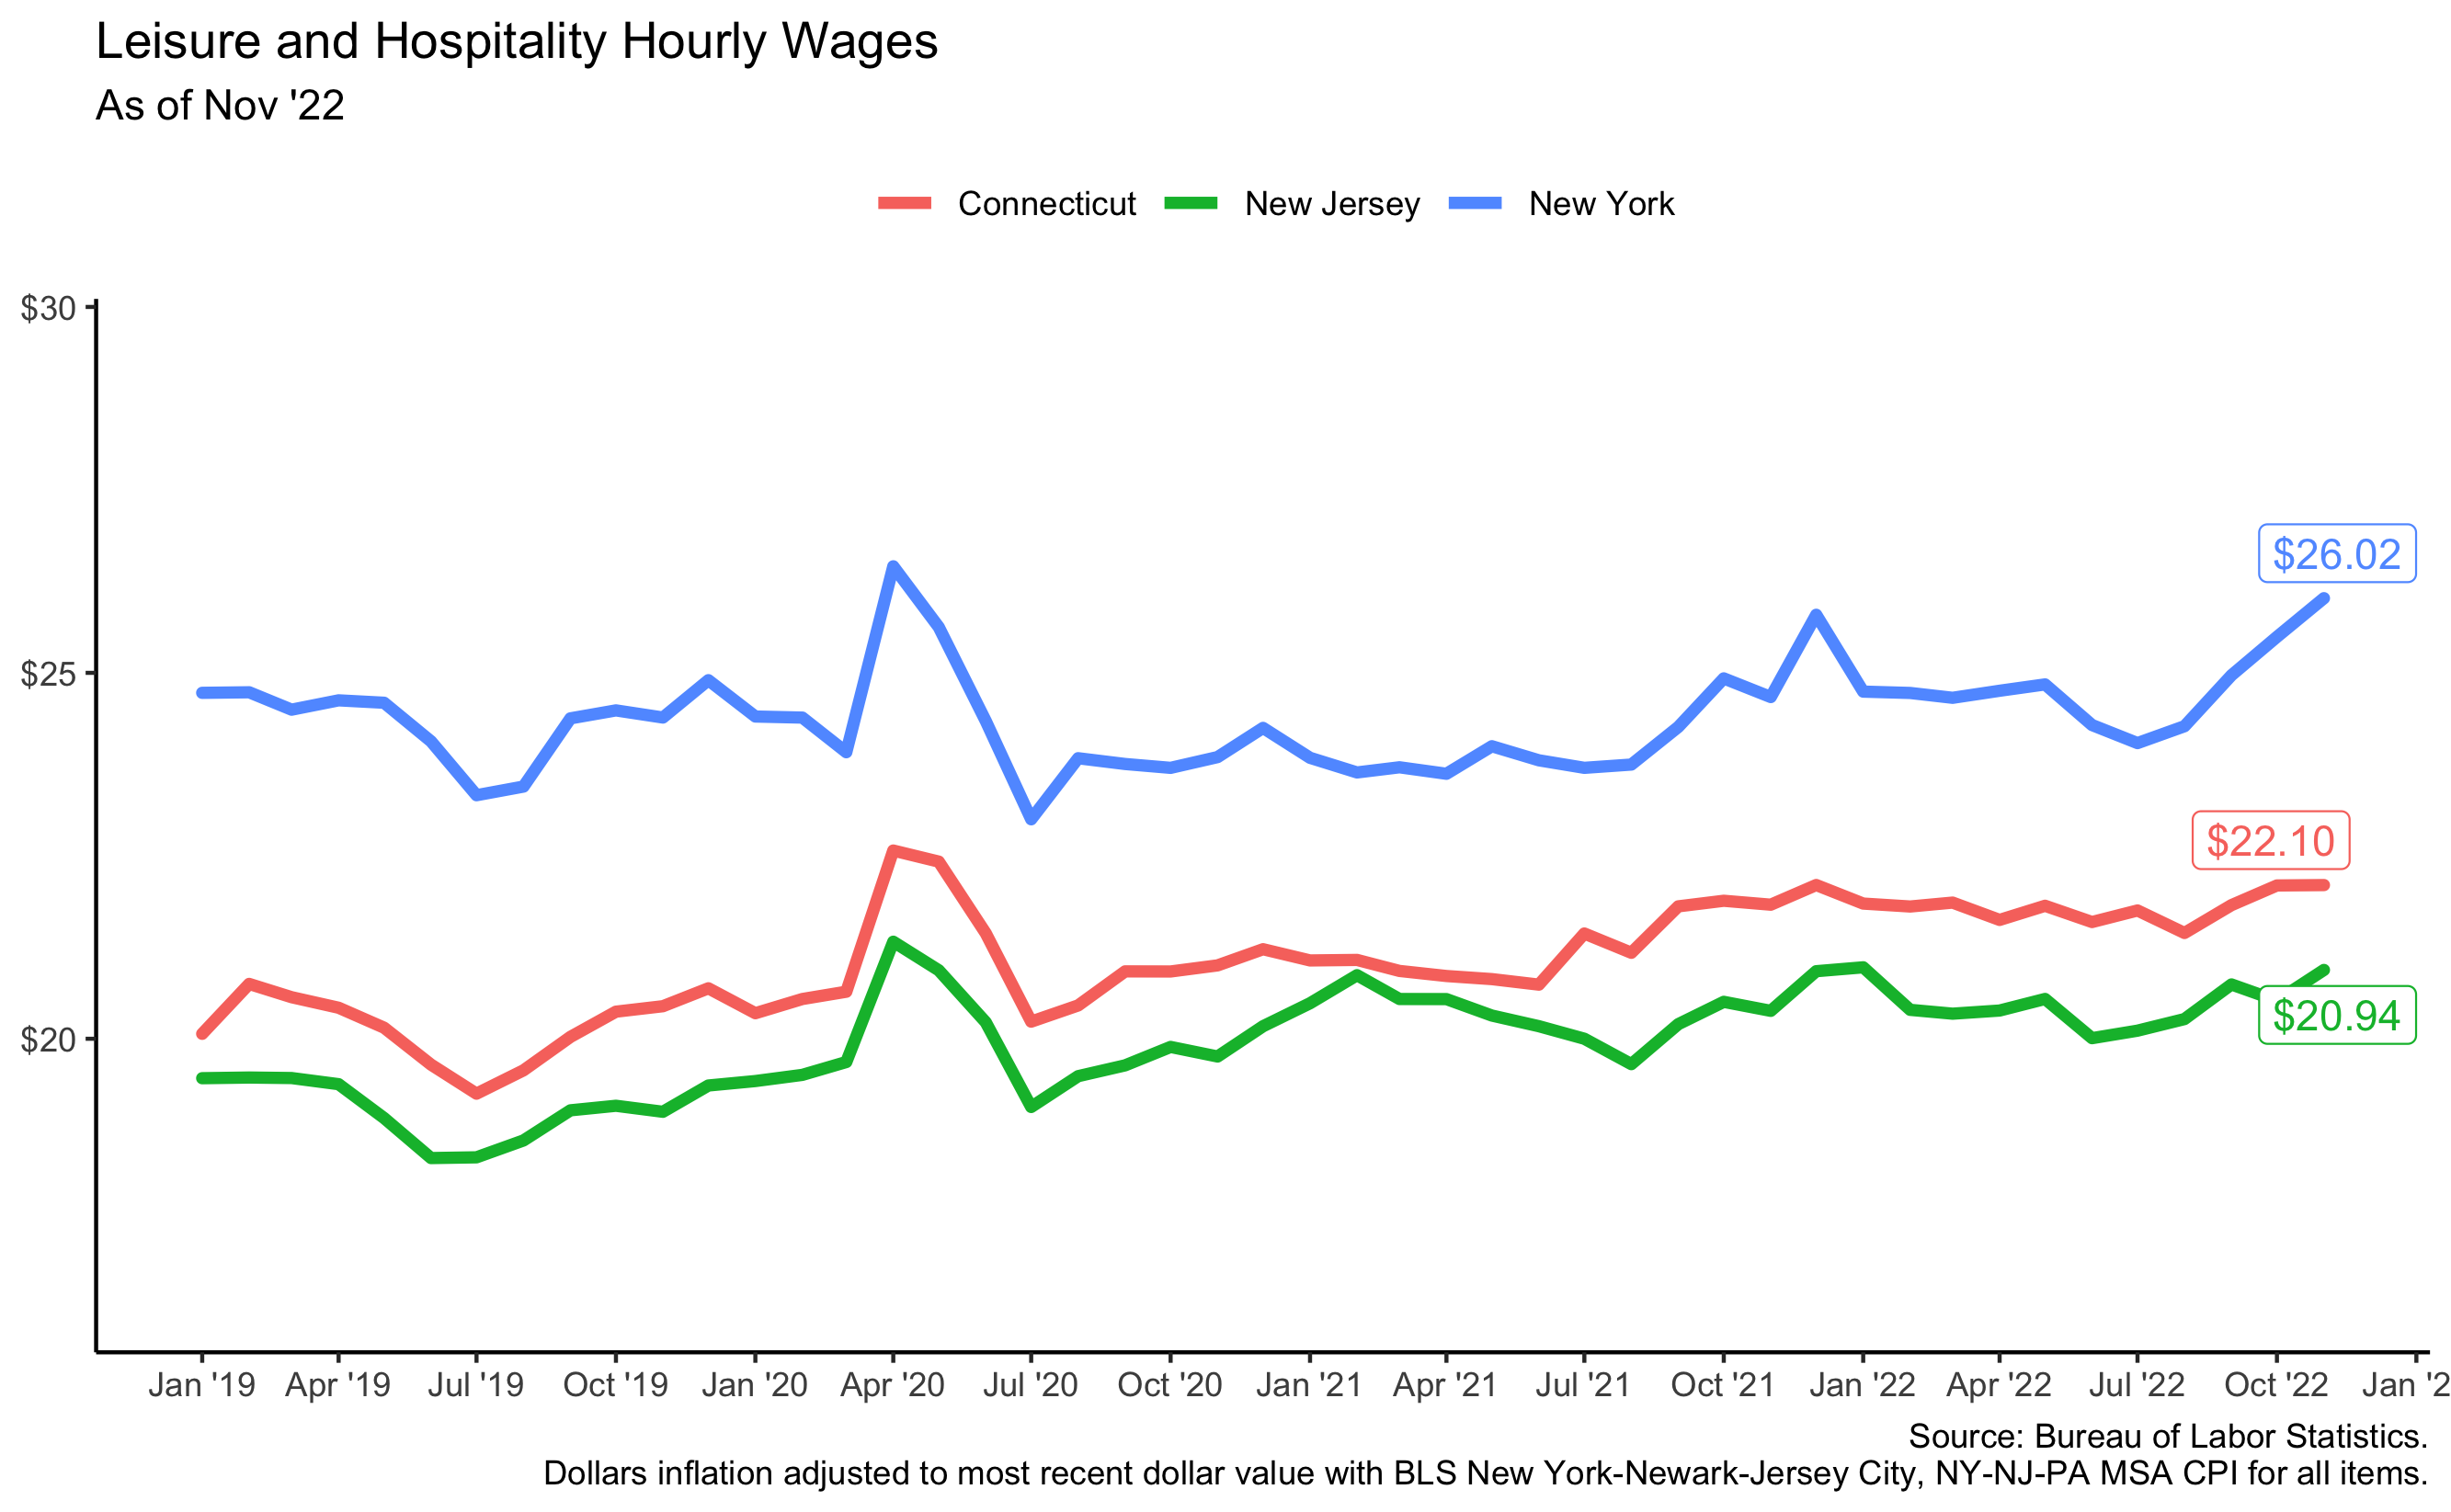 Leisure and Hospitality Hourly Wages
As of Nov '22
Connecticut New Jersey New York
$30
$25
$20
$26.02
$22.10
$20.94
Jan '19 Apr '19 Jul '19 Oct '19 Jan '20 Apr '20 Jul '20 Oct '20 Jan '21 Apr '21 Jul '21 Oct '21 Jan '22 Apr '22 Jul '22 Oct '22 Jan '2
Source: Bureau of Labor Statistics.
Dollars inflation adjusted to most recent dollar value with BLS New York-Newark-Jersey City, NY-NJ-PA MSA CPI for all items.